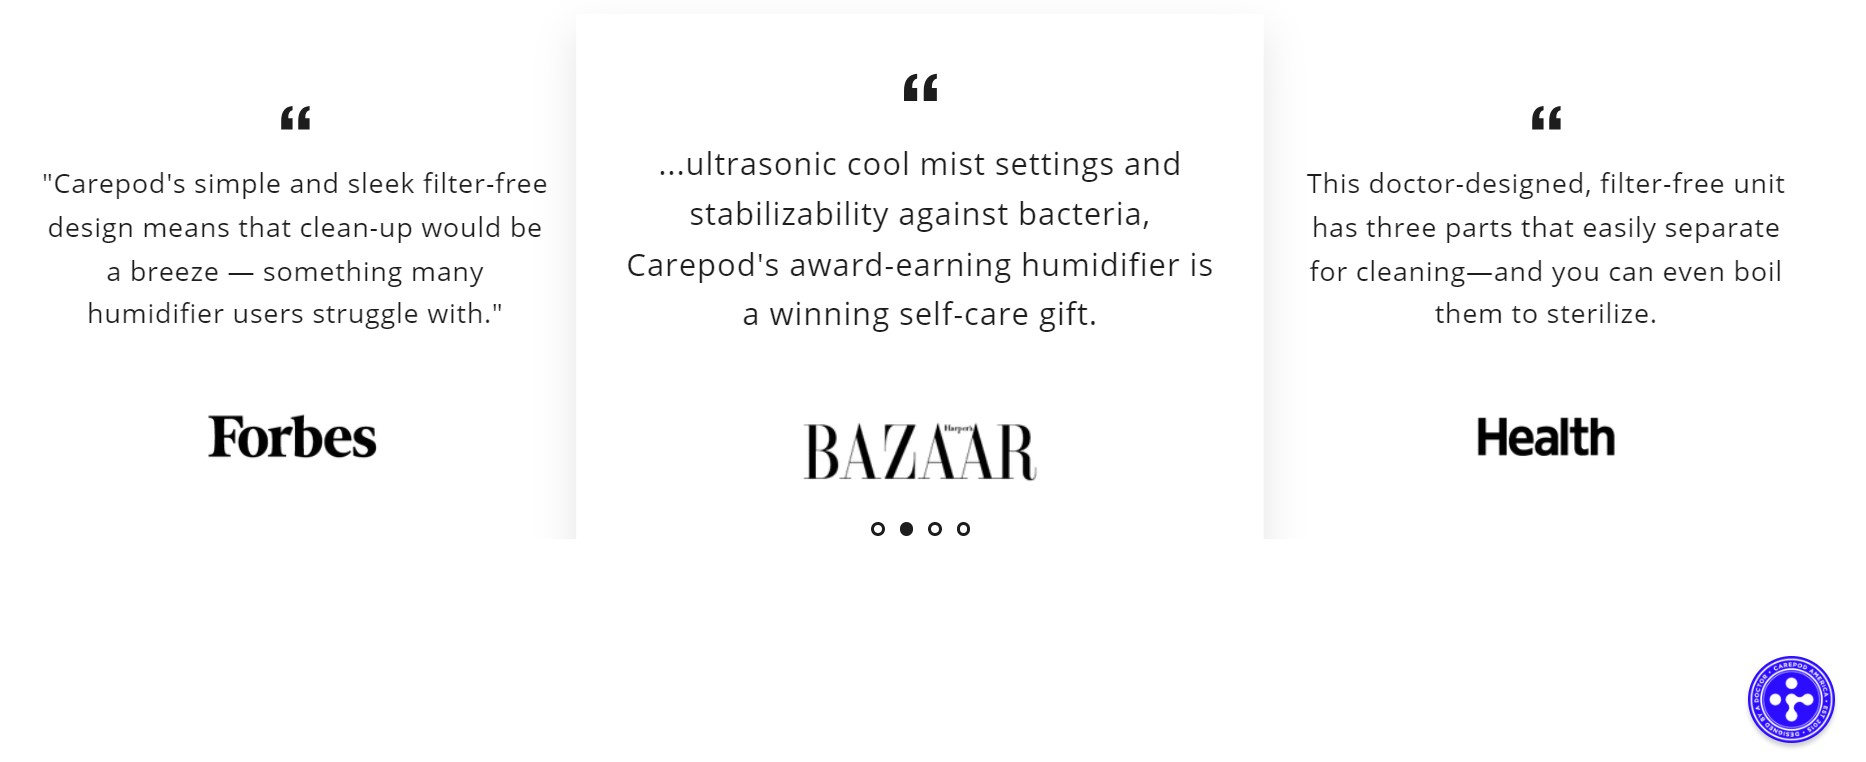 "Carepod's simple and sleek filter-free
design means that clean-up would be
a breeze — something many
humidifier users struggle with."
Forbes
...ultrasonic cool mist settings and
stabilizability against bacteria,
Carepod's award-earning humidifier is
a winning self-care gift.
Harper's
BAZAAR
This doctor-designed, filter-free unit
has three parts that easily separate
for cleaning—and you can even boil
them to sterilize.
Health
CAREPOD AMERICA • EST 2015 • DESIGNED BY A DOCTOR •